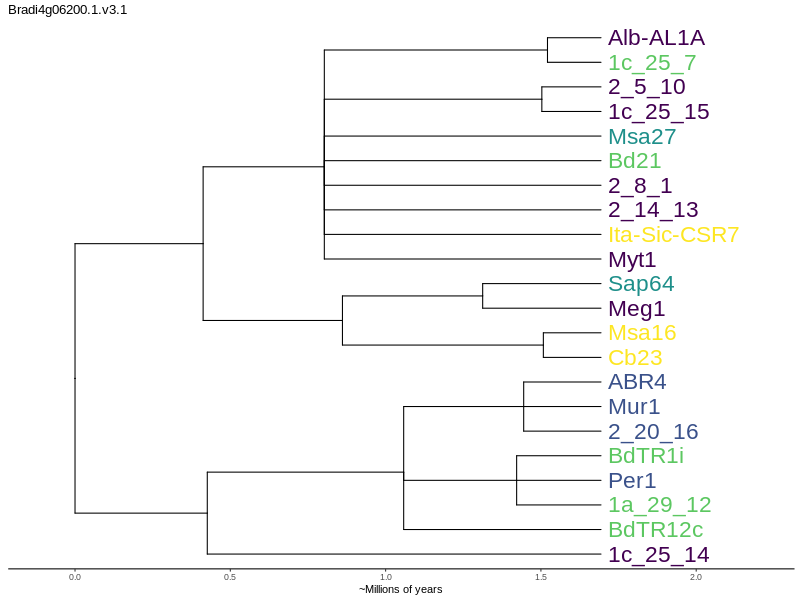 Bradi4g06200.1.v3.1
Alb-AL1A
1c_25_7
2_5_10
1c_25_15
Msa27
Bd21
2_8_1
2_14_13
Ita-Sic-CSR7
Myt1
Sap64
Meg1
Msa16
Cb23
ABR4
Mur1
2_20_16
BdTR1i
Per1
1a_29_12
BdTR12c
1c_25_14
0.0 0.5 1.0 1.5 2.0
~Millions of years